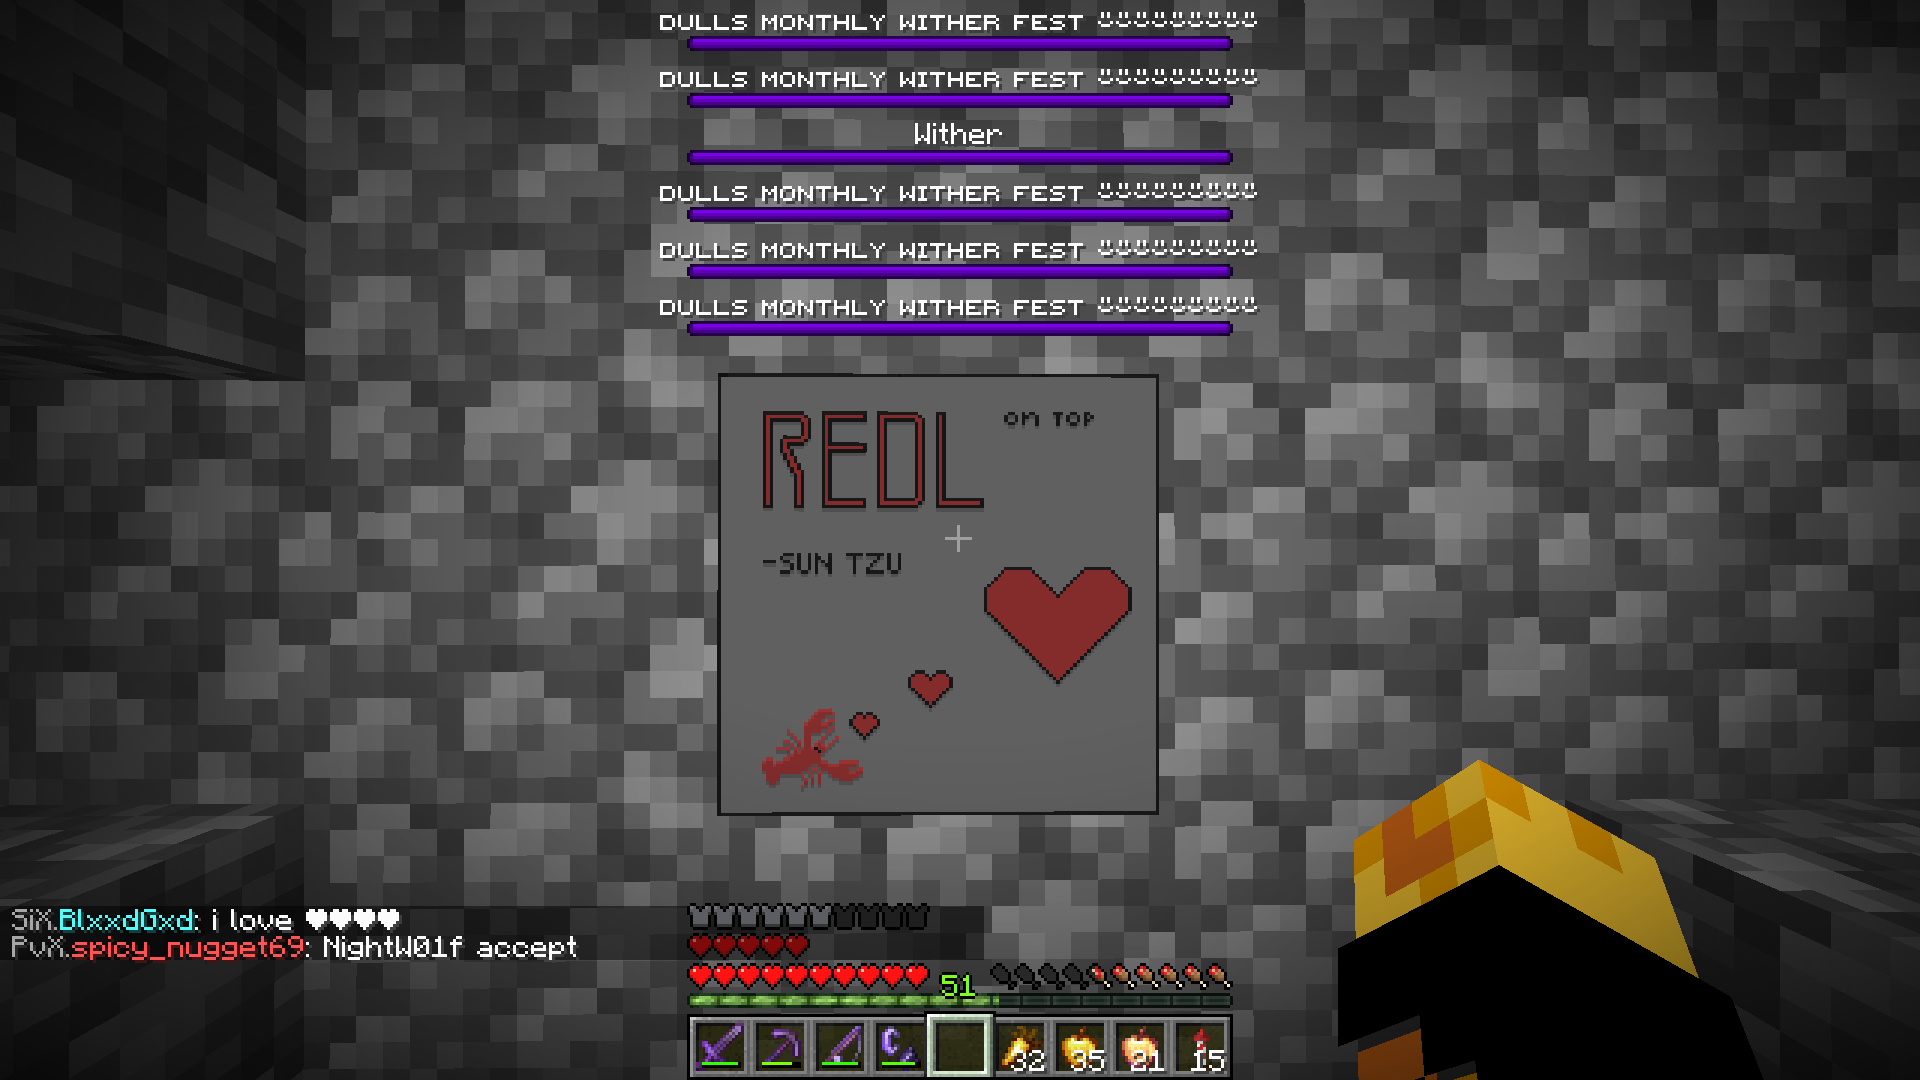 DULLS MONTHLY WITHER FEST
DULLS MONTHLY WITHER FEST
Wither
DULLS MONTHLY WITHER FEST
DULLS MONTHLY WITHER FEST
DULLS MONTHLY WITHER FEST
REDL ON TOP
-SUN TZU
SiX.BlxxdGxd: i love ♥♥♥♥
PvX.spicy_nugget69: NightW01f accept
51
32 35 21 15